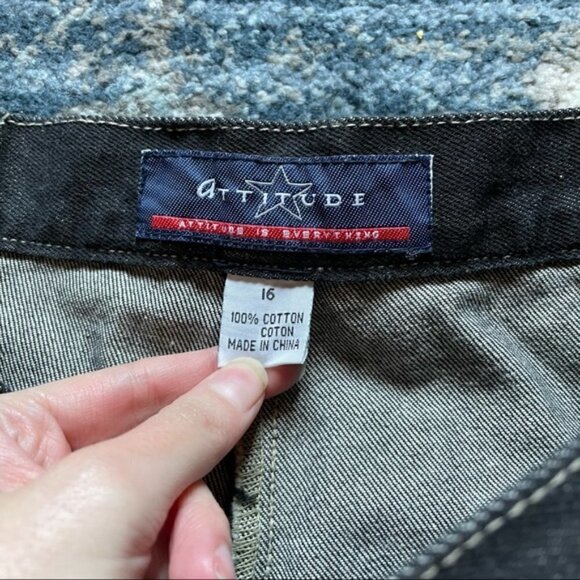 aTTITUDE
ATTITUDE IS EVERYTHING
16
100% COTTON
COTON
MADE IN CHINA